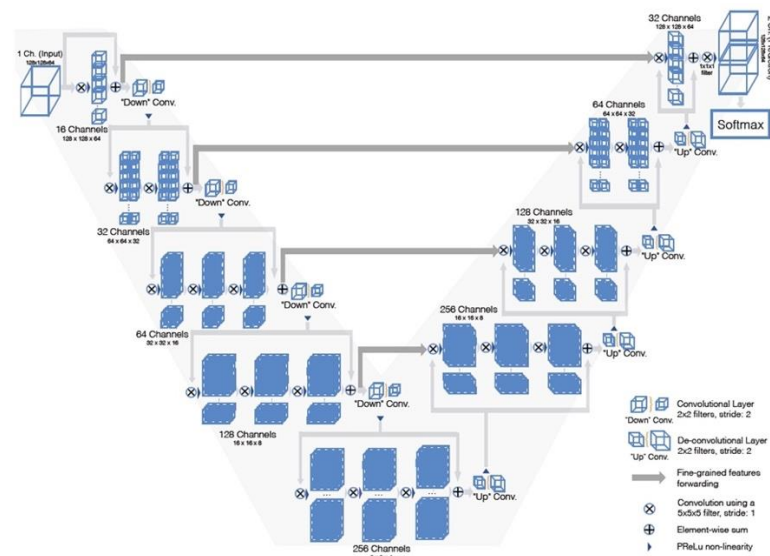 1 Ch. (Input)
128x128x64
"Down" Conv.
16 Channels
128 x 128 x 64
"Down" Conv.
32 Channels
64 x 64 x 32
"Down" Conv.
64 Channels
32 x 32 x 16
"Down" Conv.
128 Channels
16 x 16 x 8
256 Channels
"Up" Conv.
256 Channels
16 x 16 x 8
"Up" Conv.
128 Channels
32 x 32 x 16
"Up" Conv.
64 Channels
64 x 64 x 32
"Up" Conv.
32 Channels
128 x 128 x 64
1x1x1
filter
Softmax
"Down" Conv.
Convolutional Layer
2x2 filters, stride: 2
"Up" Conv.
De-convolutional Layer
2x2 filters, stride: 2
Fine-grained features
forwarding
Convolution using a
5x5x5 filter, stride: 1
Element-wise sum
PReLu non-linearity